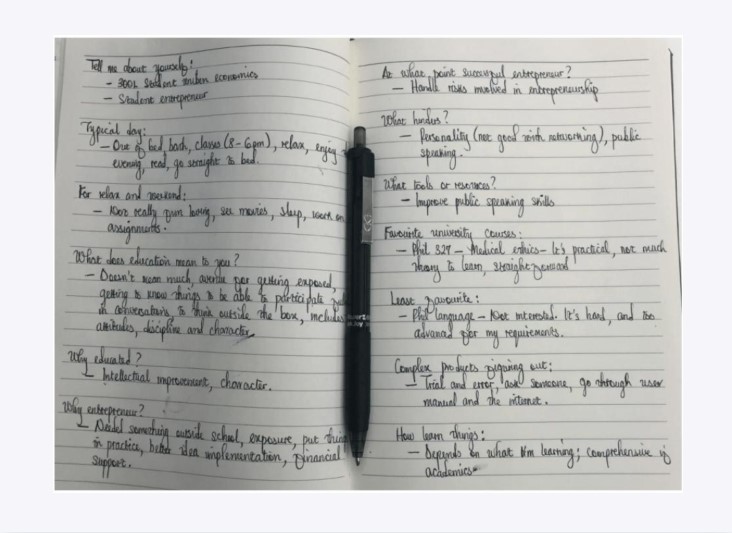 Tell me about yourself:
- 300L Student in economics
- Student entrepreneur
Typical day:
- Out of bed, bath, classes (8-6pm), relax, enjoy
evening, read, go straight to bed.
For relax and weekend:
- Not really fun loving, see movies, sleep, work on
assignments.
What does education mean to you?
- Doesn't mean much, avenue for getting exposed,
getting to know things to be able to participate
in conversations, to think outside the box, includes
attitudes, discipline and character
Why educated?
- Intellectual improvement, character.
Why entrepreneur?
- Needed something outside school, exposure, put things
in practice, better idea implementation, financial
support.
At what point successful entrepreneur?
- Handle risks involved in entrepreneurship
What hinders?
- Personality (not good with networking), public
speaking.
What tools or resources?
- Improve public speaking skills
Favourite university courses:
- Phil 327 - Medical ethics - It's practical, not much
theory to learn, straight forward
Least favourite:
- Phil language - Not interested. It's hard, and too
advanced for my requirements.
Complex products figuring out:
- Trial and error, ask someone, go through user
manual and the internet.
How learn things:
- Depends on what I'm learning; comprehensive if
academics